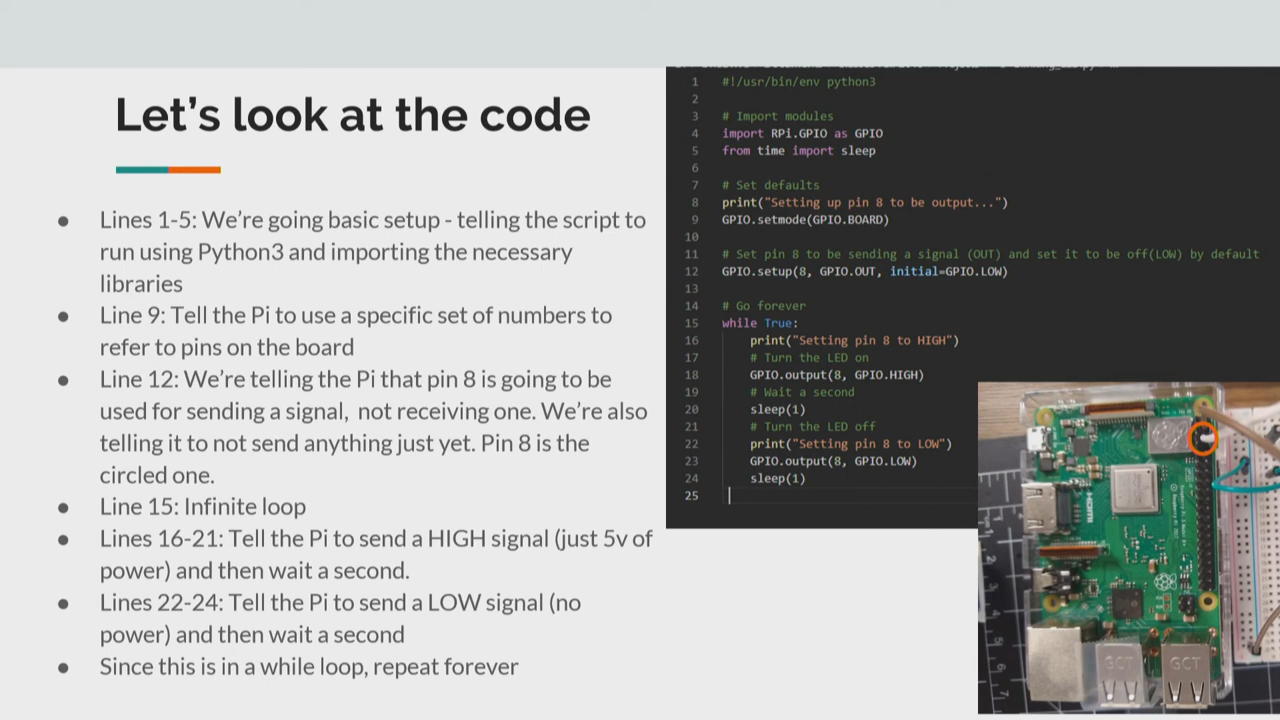 Let's look at the code
● Lines 1-5: We're going basic setup - telling the script to
run using Python3 and importing the necessary
libraries
● Line 9: Tell the Pi to use a specific set of numbers to
refer to pins on the board
● Line 12: We're telling the Pi that pin 8 is going to be
used for sending a signal, not receiving one. We're also
telling it to not send anything just yet. Pin 8 is the
circled one.
● Line 15: Infinite loop
● Lines 16-21: Tell the Pi to send a HIGH signal (just 5v of
power) and then wait a second.
● Lines 22-24: Tell the Pi to send a LOW signal (no
power) and then wait a second
● Since this is in a while loop, repeat forever
1 #!/usr/bin/env python3
2
3 # Import modules
4 import RPi.GPIO as GPIO
5 from time import sleep
6
7 # Set defaults
8 print("Setting up pin 8 to be output...")
9 GPIO.setmode(GPIO.BOARD)
10
11 # Set pin 8 to be sending a signal (OUT) and set it to be off(LOW) by default
12 GPIO.setup(8, GPIO.OUT, initial=GPIO.LOW)
13
14 # Go forever
15 while True:
16 print("Setting pin 8 to HIGH")
17 # Turn the LED on
18 GPIO.output(8, GPIO.HIGH)
19 # Wait a second
20 sleep(1)
21 # Turn the LED off
22 print("Setting pin 8 to LOW")
23 GPIO.output(8, GPIO.LOW)
24 sleep(1)
25
HDMI
GCT
GCT